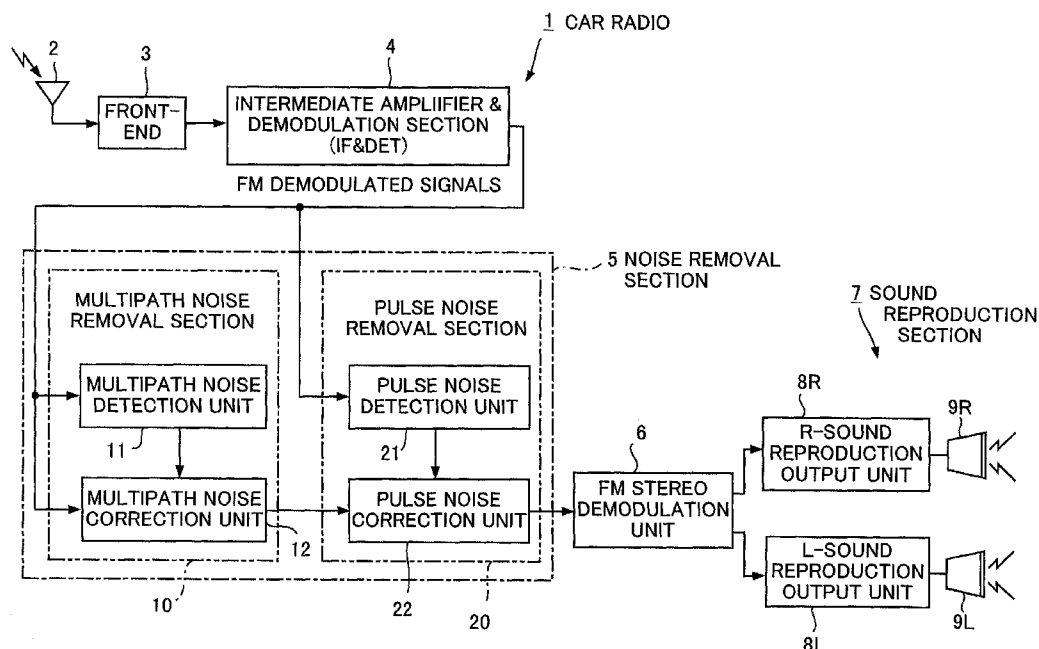 1 CAR RADIO
2
3
4
FRONT-
END
INTERMEDIATE AMPLIIFIER &
DEMODULATION SECTION
(IF&DET)
FM DEMODULATED SIGNALS
5 NOISE REMOVAL
SECTION
MULTIPATH NOISE
REMOVAL SECTION
PULSE NOISE
REMOVAL SECTION
7 SOUND
REPRODUCTION
SECTION
MULTIPATH NOISE
DETECTION UNIT
11
PULSE NOISE
DETECTION UNIT
21
MULTIPATH NOISE
CORRECTION UNIT
12
PULSE NOISE
CORRECTION UNIT
22
10
20
6
FM STEREO
DEMODULATION
UNIT
8R
R-SOUND
REPRODUCTION
OUTPUT UNIT
9R
L-SOUND
REPRODUCTION
OUTPUT UNIT
8L
9L